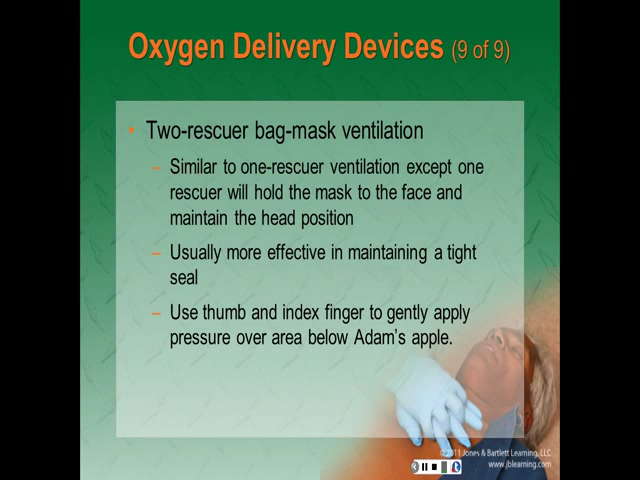 Oxygen Delivery Devices (9 of 9)
• Two-rescuer bag-mask ventilation
– Similar to one-rescuer ventilation except one
rescuer will hold the mask to the face and
maintain the head position
– Usually more effective in maintaining a tight
seal
– Use thumb and index finger to gently apply
pressure over area below Adam's apple.
© 2011 Jones & Bartlett Learning, LLC
www.jblearning.com